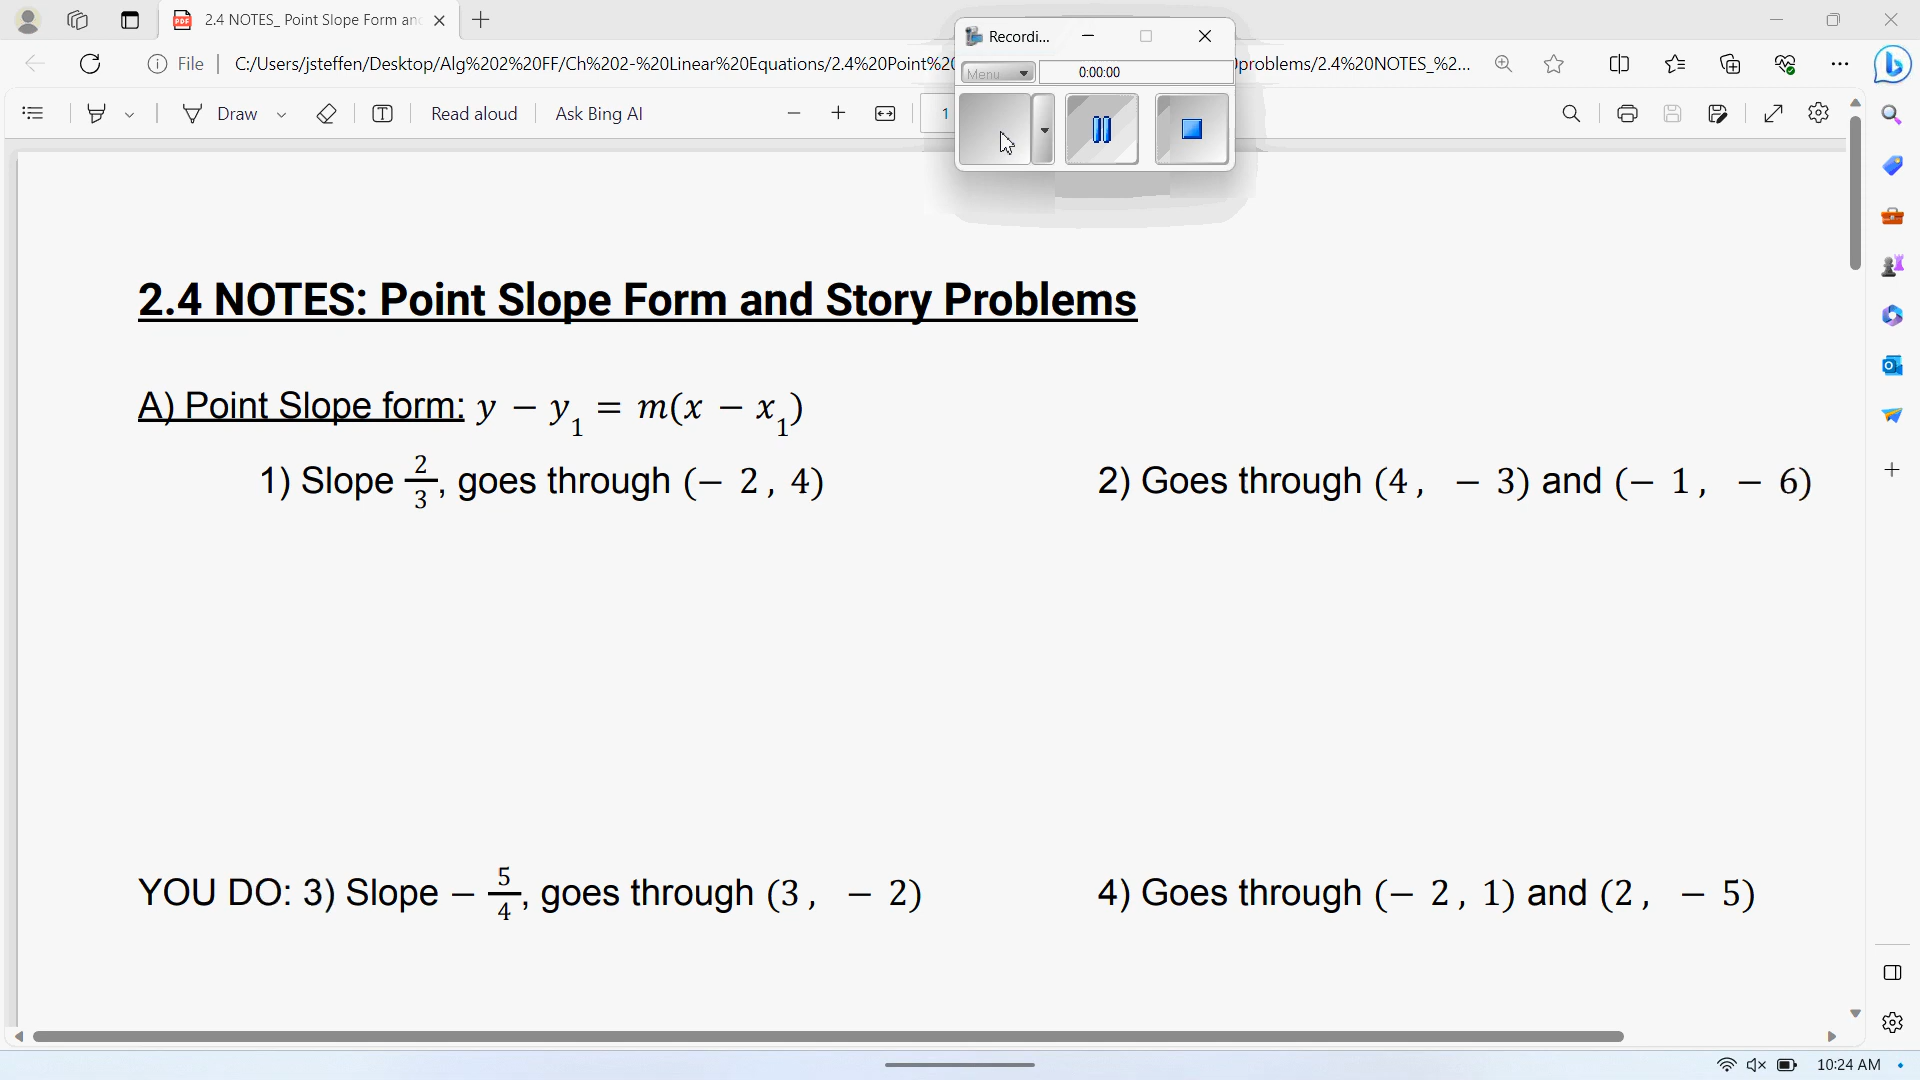 2.4 NOTES_ Point Slope Form an
Recordi...
File
C:/Users/jsteffen/Desktop/Alg%202%20FF/Ch%202-%20Linear%20Equations/2.4%20Point%20
problems/2.4%20NOTES_%2...
Menu
0:00:00
Draw
Read aloud
Ask Bing AI
1
2.4 NOTES: Point Slope Form and Story Problems
A) Point Slope form: y − y₁ = m(x − x₁)
1) Slope 2/3, goes through (− 2, 4)
2) Goes through (4, − 3) and (− 1, − 6)
YOU DO: 3) Slope − 5/4, goes through (3, − 2)
4) Goes through (− 2, 1) and (2, − 5)
10:24 AM